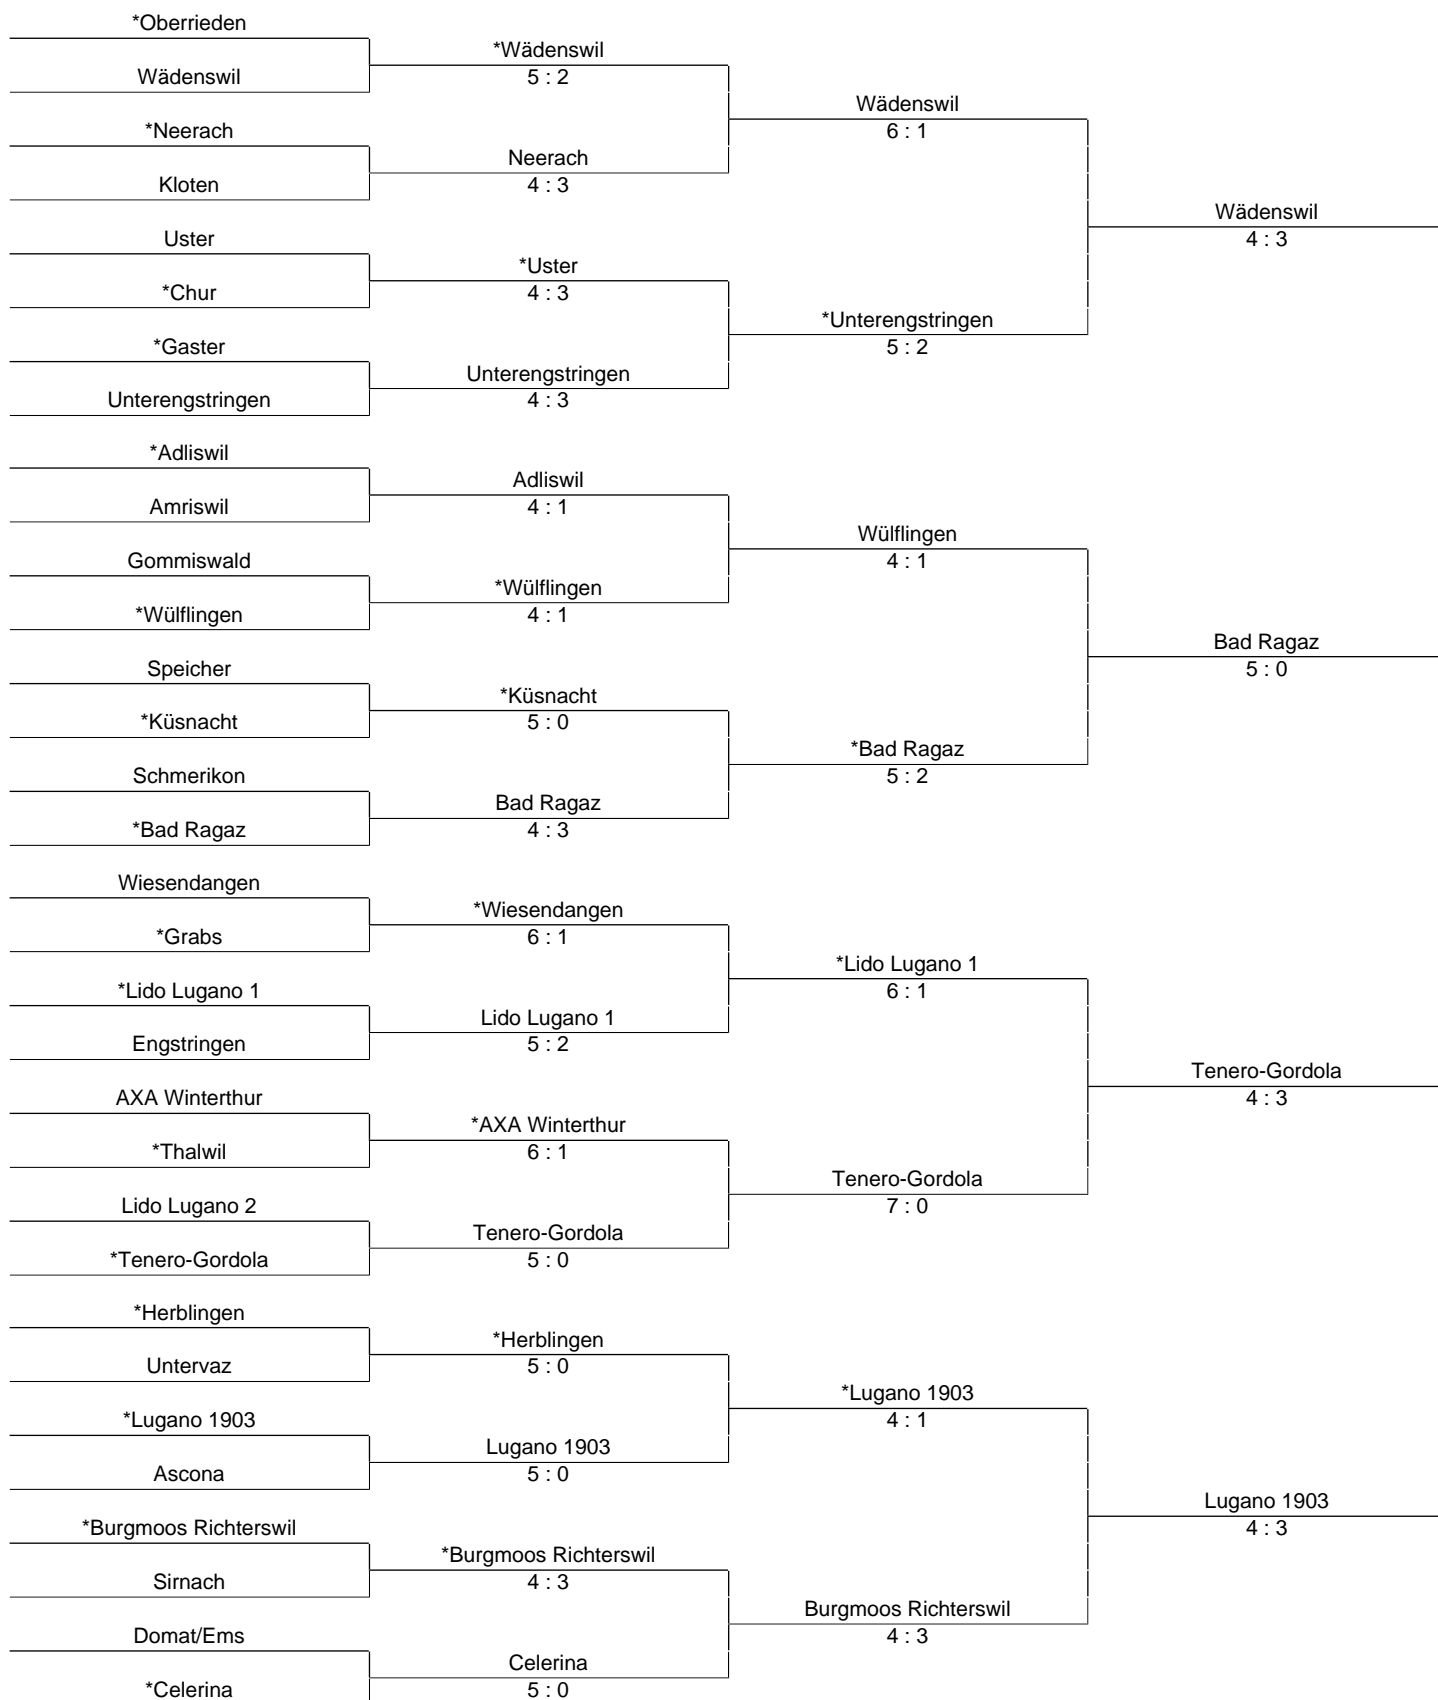 *Oberrieden
*Wädenswil
Wädenswil
5 : 2
Wädenswil
*Neerach
6 : 1
Neerach
Kloten
4 : 3
Wädenswil
Uster
4 : 3
*Uster
*Chur
4 : 3
*Unterengstringen
*Gaster
5 : 2
Unterengstringen
Unterengstringen
4 : 3
*Adliswil
Adliswil
Amriswil
4 : 1
Wülflingen
Gommiswald
4 : 1
*Wülflingen
*Wülflingen
4 : 1
Bad Ragaz
Speicher
5 : 0
*Küsnacht
*Küsnacht
5 : 0
*Bad Ragaz
Schmerikon
5 : 2
Bad Ragaz
*Bad Ragaz
4 : 3
Wiesendangen
*Wiesendangen
*Grabs
6 : 1
*Lido Lugano 1
*Lido Lugano 1
6 : 1
Lido Lugano 1
Engstringen
5 : 2
Tenero-Gordola
AXA Winterthur
4 : 3
*AXA Winterthur
*Thalwil
6 : 1
Tenero-Gordola
Lido Lugano 2
7 : 0
Tenero-Gordola
*Tenero-Gordola
5 : 0
*Herblingen
*Herblingen
Untervaz
5 : 0
*Lugano 1903
*Lugano 1903
4 : 1
Lugano 1903
Ascona
5 : 0
Lugano 1903
*Burgmoos Richterswil
4 : 3
*Burgmoos Richterswil
Sirnach
4 : 3
Burgmoos Richterswil
Domat/Ems
4 : 3
Celerina
*Celerina
5 : 0